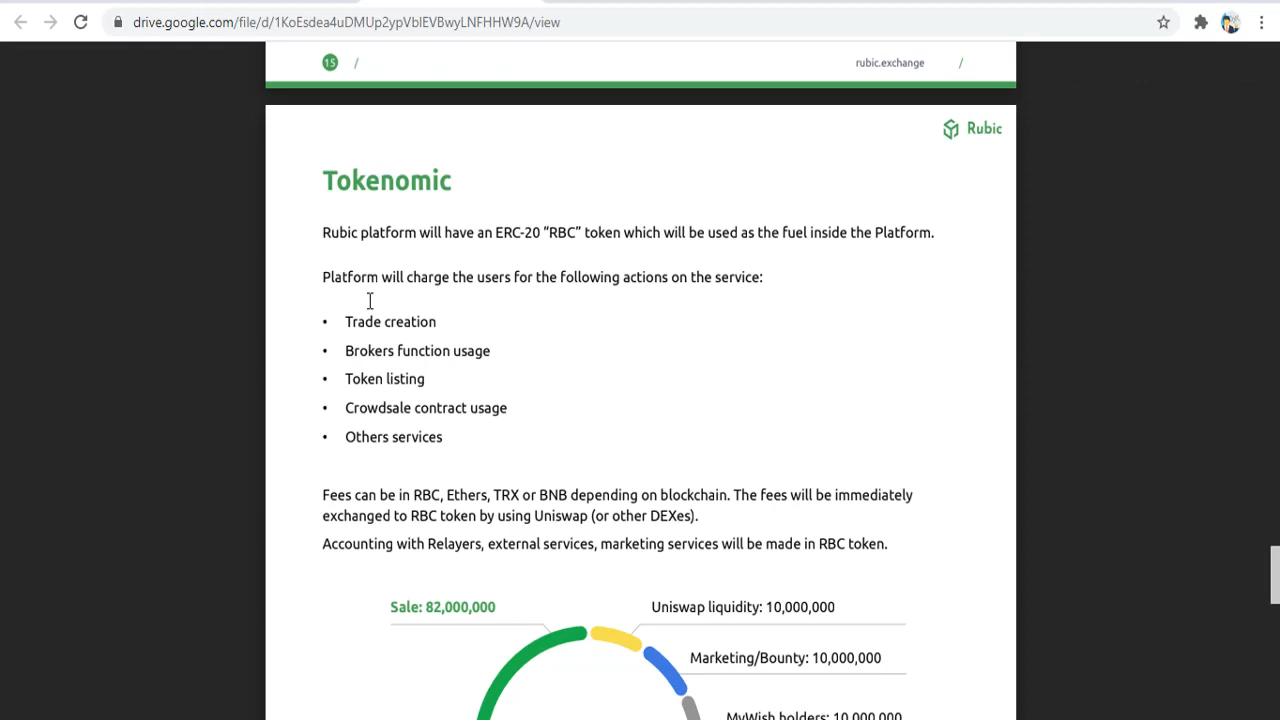 drive.google.com/file/d/1KoEsdea4uDMUp2ypVblEVBwyLNFHHW9A/view
15 / rubic.exchange /
Rubic
Tokenomic
Rubic platform will have an ERC-20 "RBC" token which will be used as the fuel inside the Platform.
Platform will charge the users for the following actions on the service:
• Trade creation
• Brokers function usage
• Token listing
• Crowdsale contract usage
• Others services
Fees can be in RBC, Ethers, TRX or BNB depending on blockchain. The fees will be immediately
exchanged to RBC token by using Uniswap (or other DEXes).
Accounting with Relayers, external services, marketing services will be made in RBC token.
Sale: 82,000,000
Uniswap liquidity: 10,000,000
Marketing/Bounty: 10,000,000
MyWish holders: 10,000,000